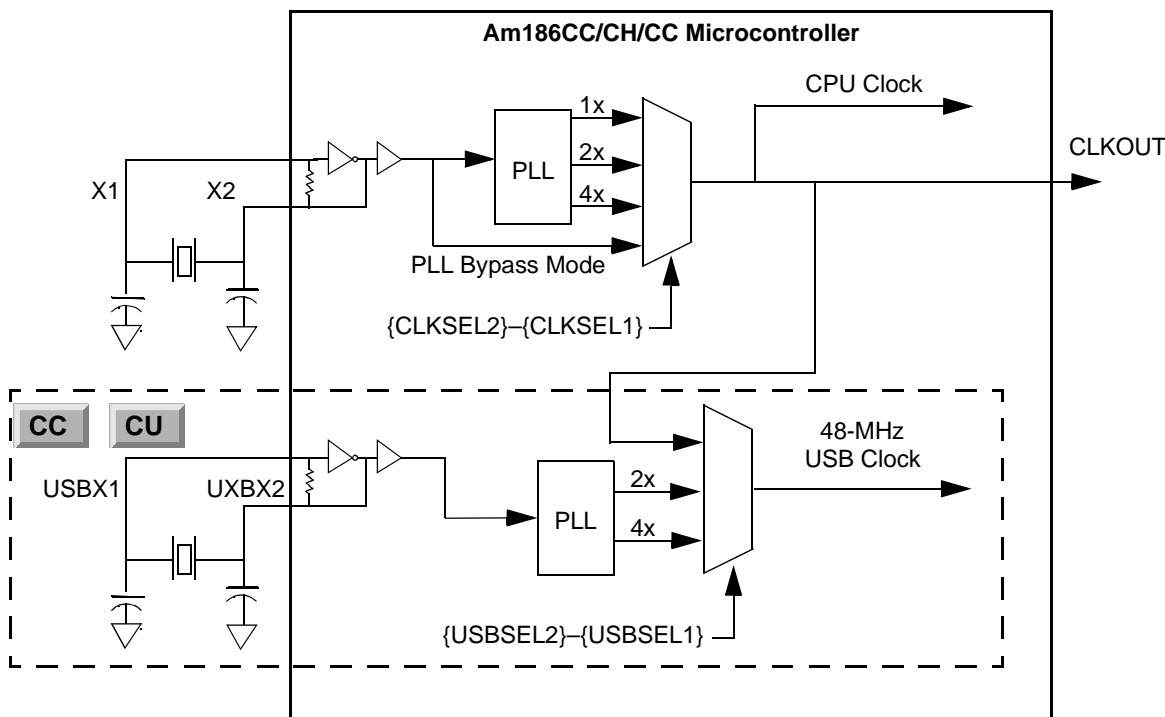 Am186CC/CH/CC Microcontroller
CPU Clock
CLKOUT
1x
2x
4x
PLL
X1
X2
PLL Bypass Mode
{CLKSEL2}–{CLKSEL1}
CC
CU
48-MHz
USB Clock
USBX1
UXBX2
PLL
2x
4x
{USBSEL2}–{USBSEL1}